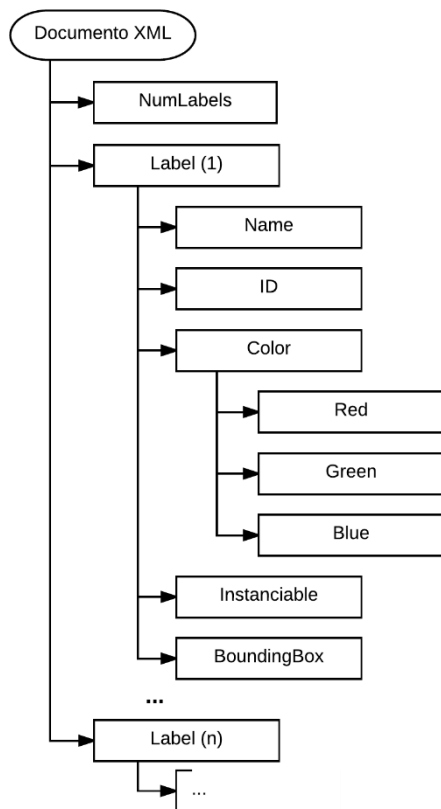 Documento XML
NumLabels
Label (1)
Name
ID
Color
Red
Green
Blue
Instanciable
BoundingBox
...
Label (n)
...